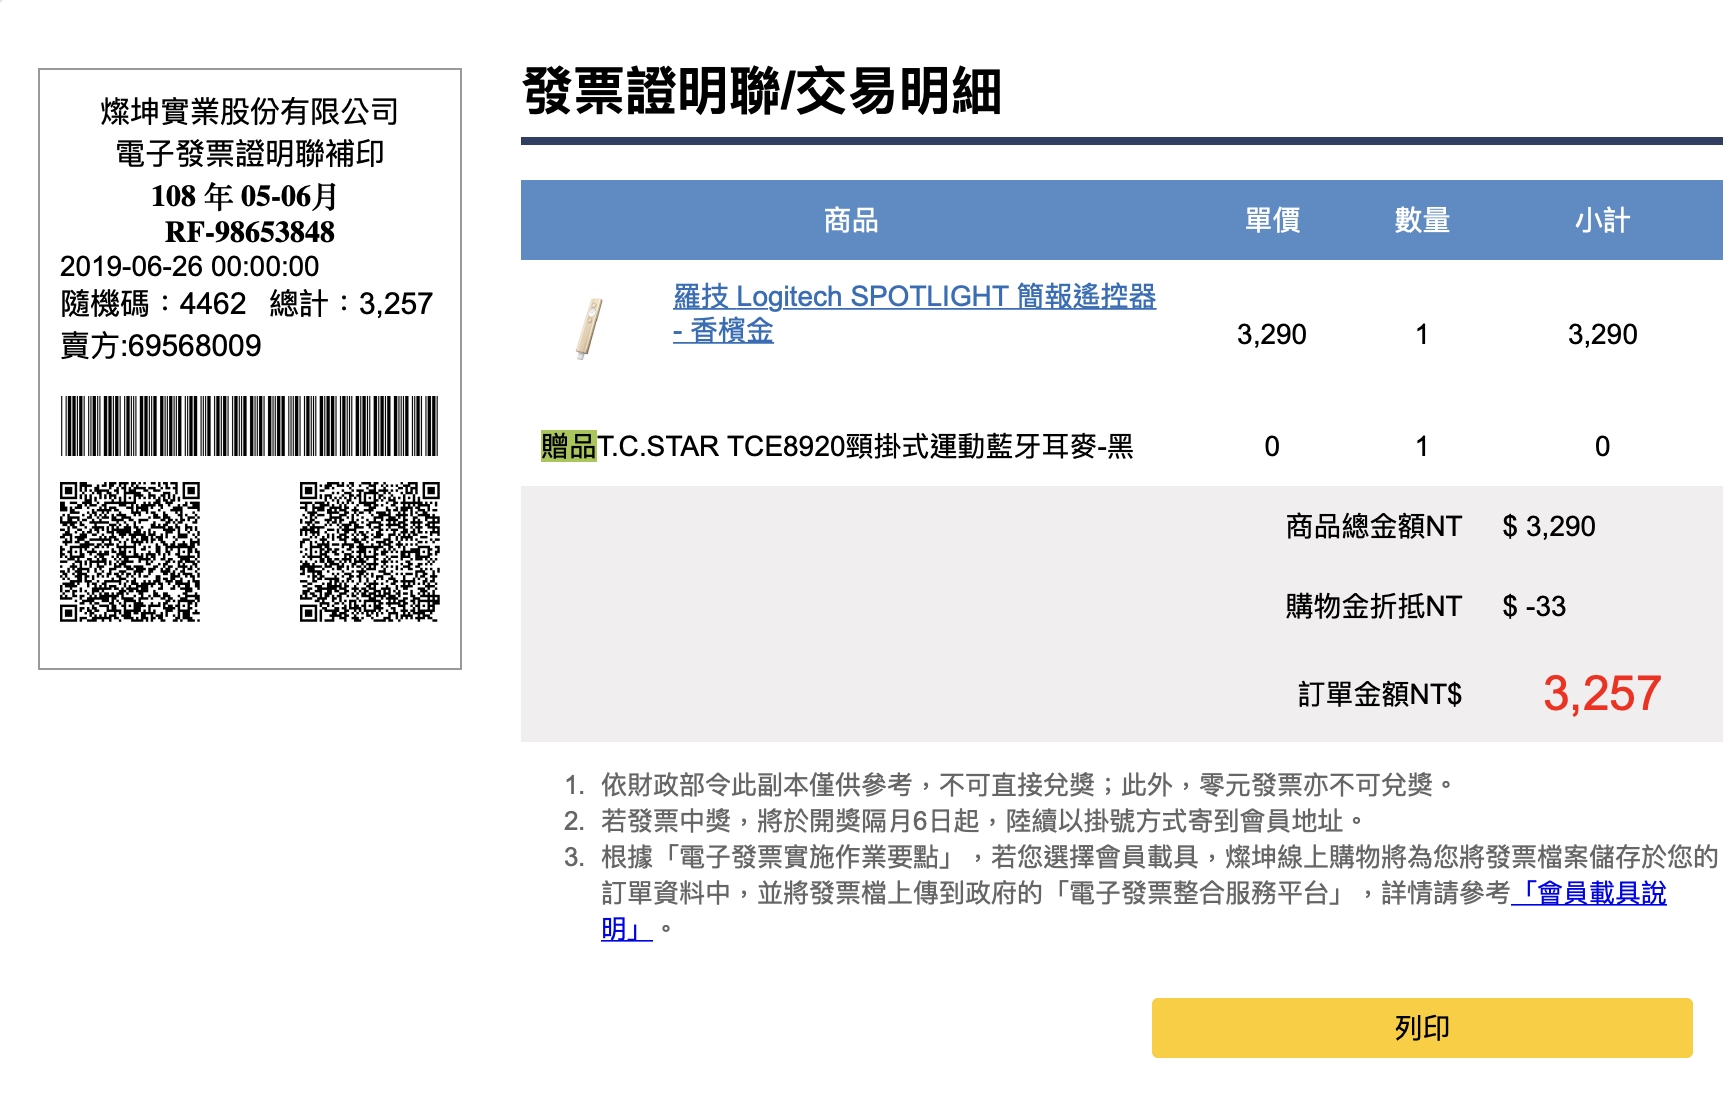 燦坤實業股份有限公司
電子發票證明聯補印
108 年 05-06月
RF-98653848
2019-06-26 00:00:00
隨機碼：4462 總計：3,257
賣方:69568009
發票證明聯/交易明細
商品 單價 數量 小計
羅技 Logitech SPOTLIGHT 簡報遙控器
- 香檳金
3,290 1 3,290
贈品T.C.STAR TCE8920頸掛式運動藍牙耳麥-黑 0 1 0
商品總金額NT $ 3,290
購物金折抵NT $ -33
訂單金額NT$ 3,257
1. 依財政部令此副本僅供參考，不可直接兌獎；此外，零元發票亦不可兌獎。
2. 若發票中獎，將於開獎隔月6日起，陸續以掛號方式寄到會員地址。
3. 根據「電子發票實施作業要點」，若您選擇會員載具，燦坤線上購物將為您將發票檔案儲存於您的
訂單資料中，並將發票檔上傳到政府的「電子發票整合服務平台」，詳情請參考「會員載具說
明」。
列印